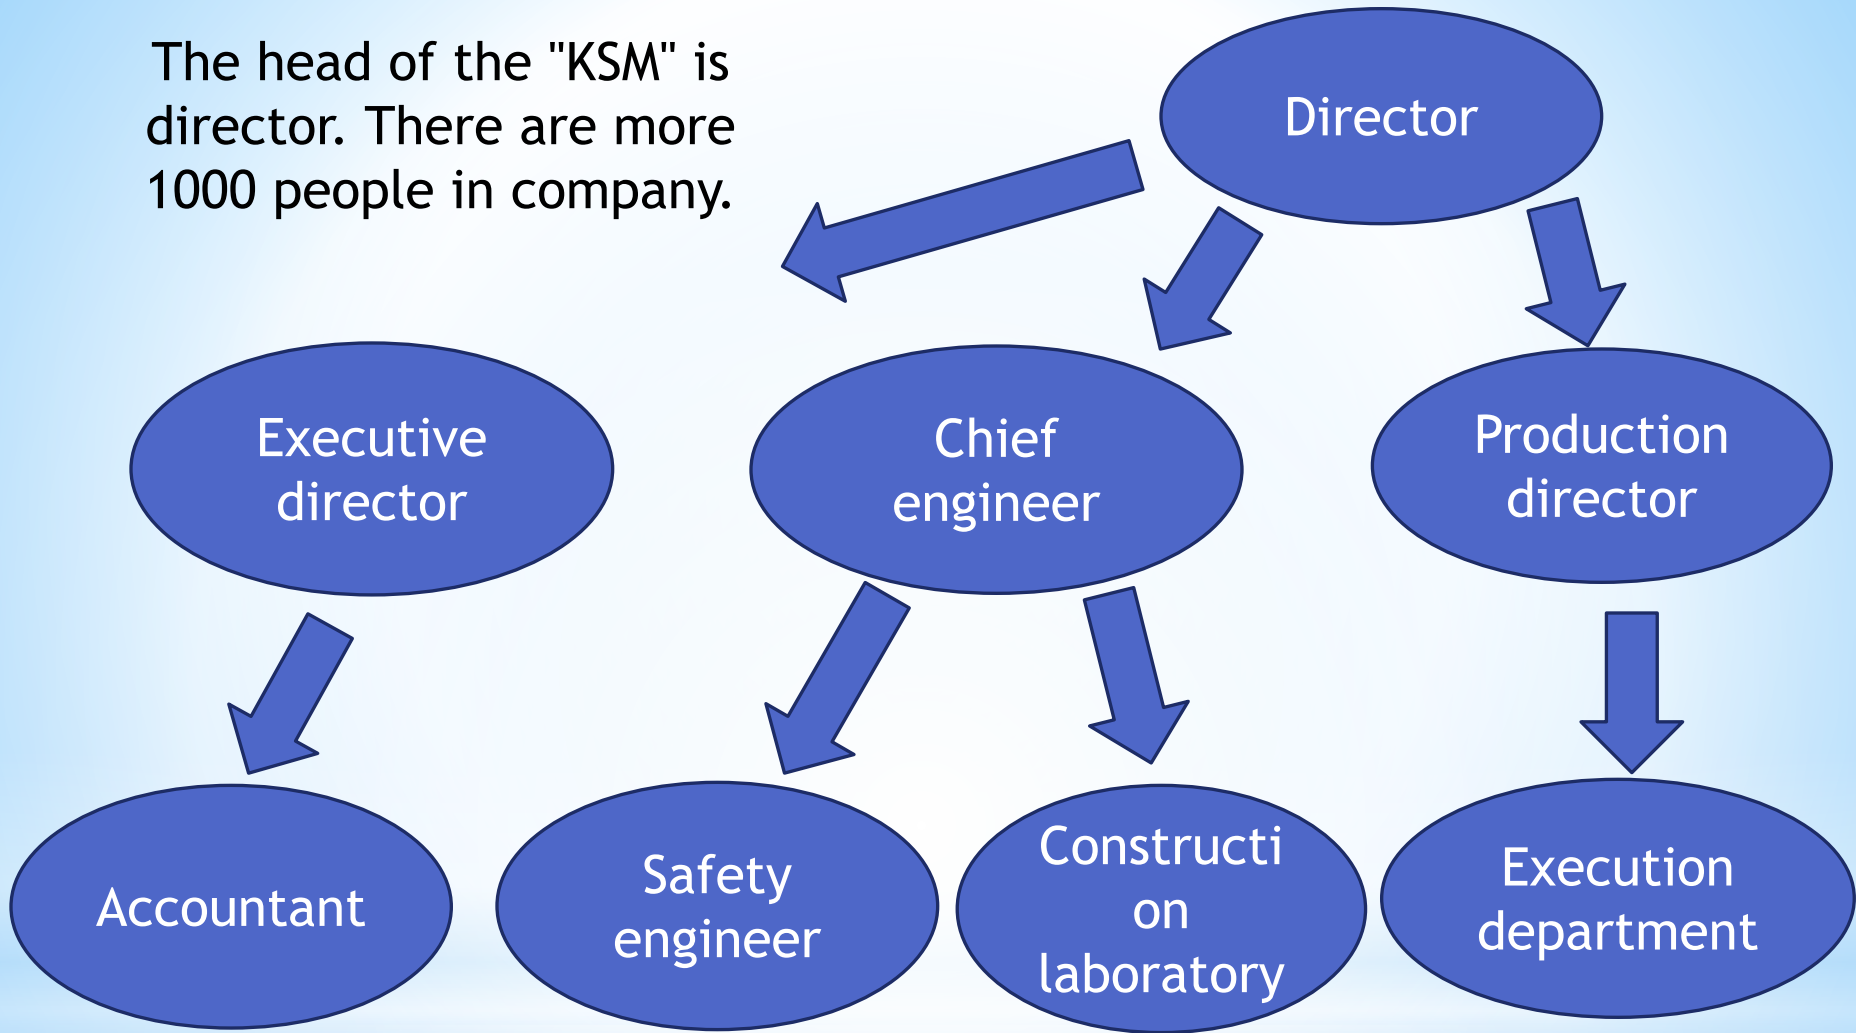 The head of the "KSM" is
director. There are more
1000 people in company.
Director
Executive
director
Chief
engineer
Production
director
Accountant
Safety
engineer
Constructi
on
laboratory
Execution
department